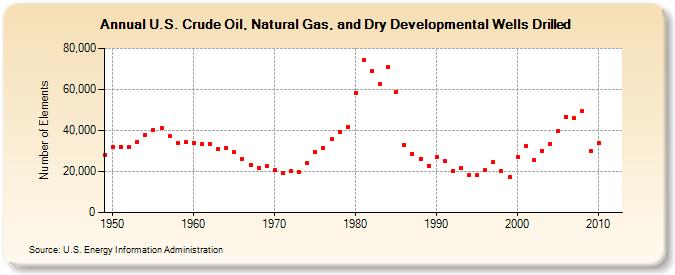 Annual U.S. Crude Oil, Natural Gas, and Dry Developmental Wells Drilled
Number of Elements
80,000
60,000
40,000
20,000
0
1950 1960 1970 1980 1990 2000 2010
Source: U.S. Energy Information Administration